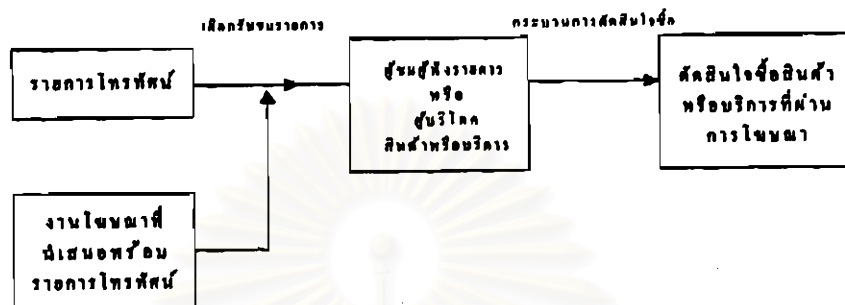 เลือกรับชมรายการ
กระบวนการตัดสินใจซื้อ
รายการโทรทัศน์
ผู้ชมผู้ฟังรายการ
หรือ
ผู้บริโภค
สินค้าหรือบริการ
ตัดสินใจซื้อสินค้า
หรือบริการที่ผ่าน
การโฆษณา
งานโฆษณาที่
นำเสนอพร้อม
รายการโทรทัศน์